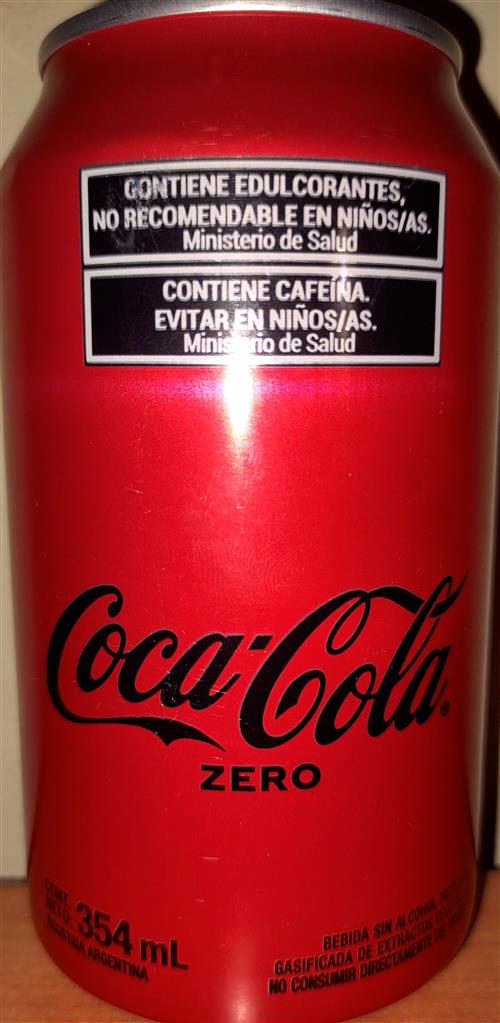 CONTIENE EDULCORANTES,
NO RECOMENDABLE EN NIÑOS/AS.
Ministerio de Salud
CONTIENE CAFEÍNA.
EVITAR EN NIÑOS/AS.
Ministerio de Salud
Coca-Cola®
ZERO
CONT.
NETO: 354 mL
INDUSTRIA ARGENTINA
BEBIDA SIN ALCOHOL
GASIFICADA DE EXTRACTOS
NO CONSUMIR DIRECTAMENTE DEL